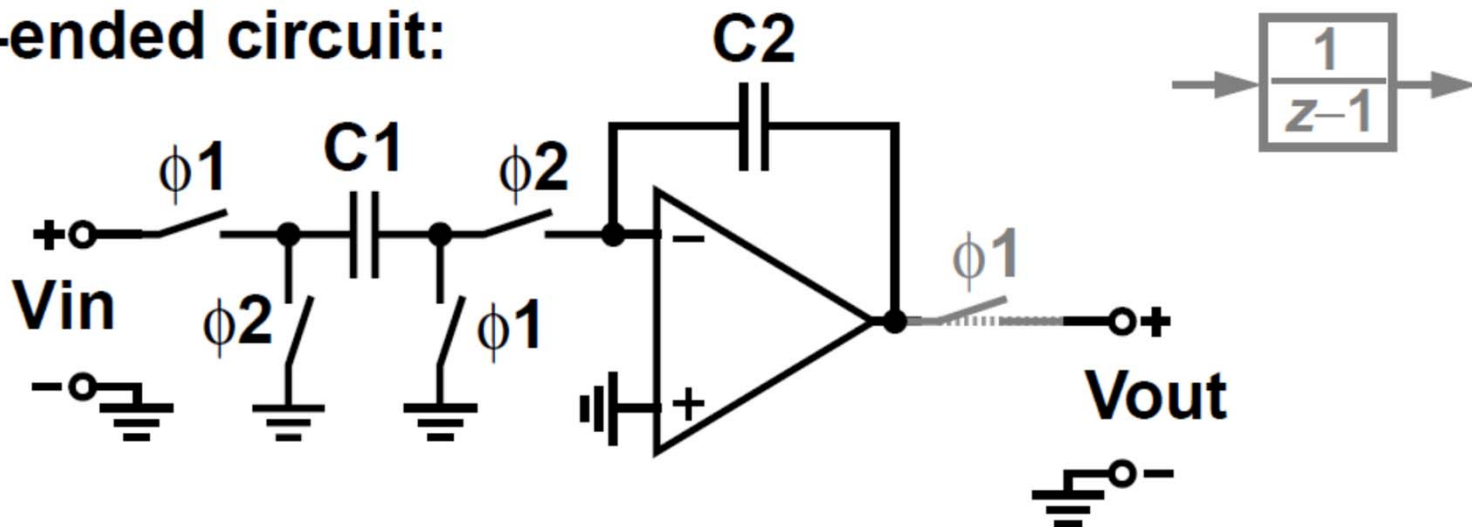 -ended circuit:
C2
1
z–1
ϕ1
C1
ϕ2
+
–
ϕ1
+
Vin
ϕ2
ϕ1
–
+
Vout
–